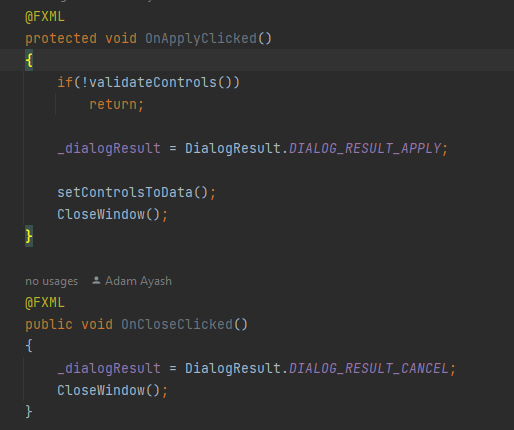 @FXML
protected void OnApplyClicked()
{
if(!validateControls())
return;
_dialogResult = DialogResult.DIALOG_RESULT_APPLY;
setControlsToData();
CloseWindow();
}
no usages Adam Ayash
@FXML
public void OnCloseClicked()
{
_dialogResult = DialogResult.DIALOG_RESULT_CANCEL;
CloseWindow();
}